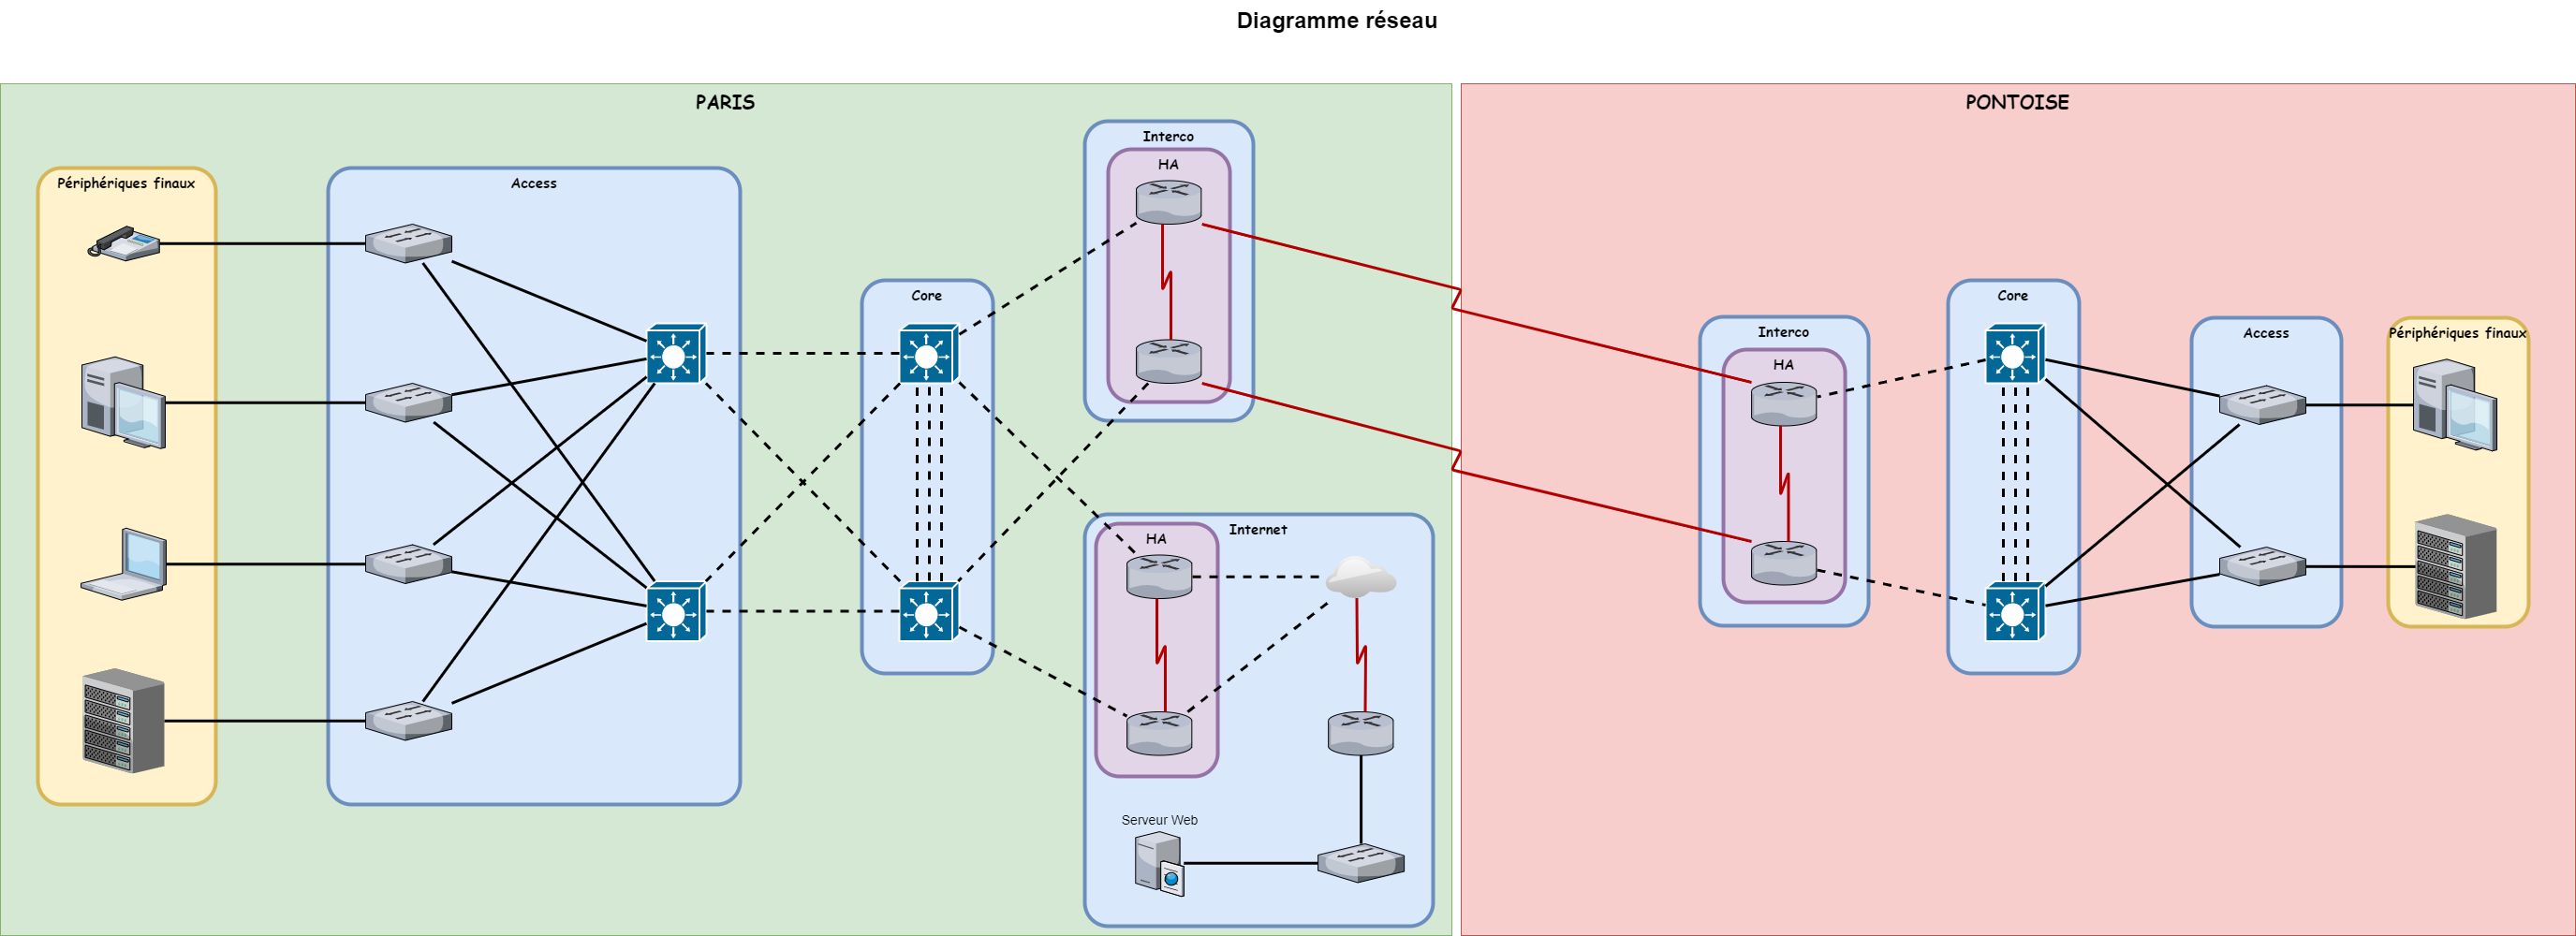 Diagramme réseau
PARIS
Périphériques finaux
Access
Core
Interco
HA
Internet
HA
Serveur Web
PONTOISE
Interco
HA
Core
Access
Périphériques finaux